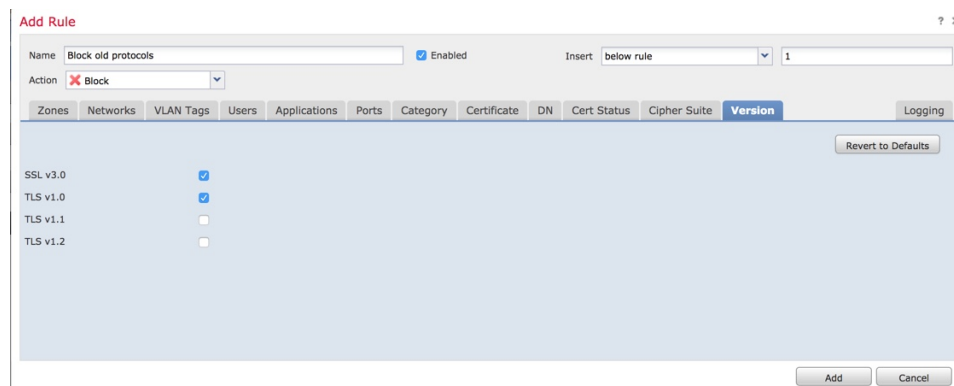 Add Rule ?
Name Block old protocols Enabled Insert below rule 1
Action Block
Zones Networks VLAN Tags Users Applications Ports Category Certificate DN Cert Status Cipher Suite Version Logging
Revert to Defaults
SSL v3.0
TLS v1.0
TLS v1.1
TLS v1.2
Add Cancel